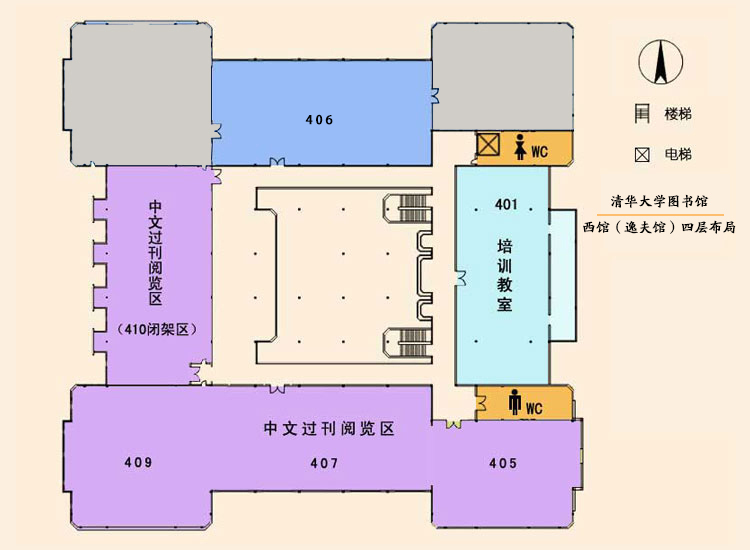 406
WC
楼梯
电梯
清华大学图书馆
西馆（逸夫馆）四层布局
中文过刊阅览区
（410闭架区）
401
培训教室
WC
中文过刊阅览区
409
407
405